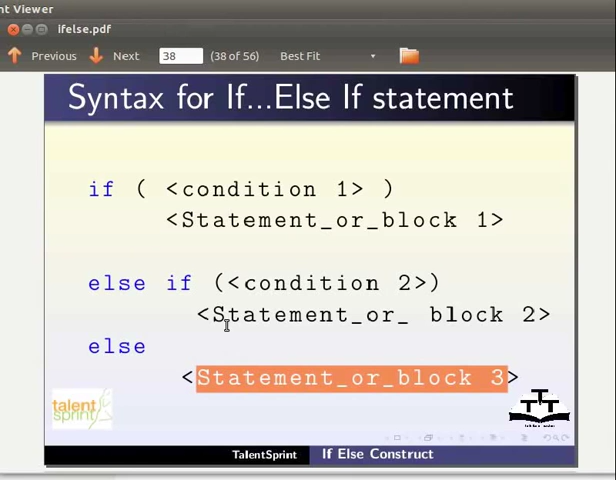 nt Viewer
ifelse.pdf
Previous Next 38 (38 of 56) Best Fit
Syntax for If...Else If statement
if ( <condition 1> )
<Statement_or_block 1>
else if (<condition 2>)
<Statement_or_ block 2>
else
<Statement_or_block 3>
talent
sprint
TTT
TalentSprint If Else Construct